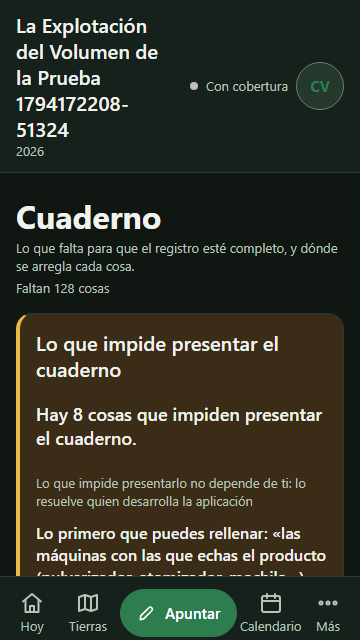 La Explotación
del Volumen de
la Prueba
1794172208-
51324
2026
Con cobertura
CV
Cuaderno
Lo que falta para que el registro esté completo, y dónde
se arregla cada cosa.
Faltan 128 cosas
Lo que impide presentar el
cuaderno
Hay 8 cosas que impiden presentar
el cuaderno.
Lo que impide presentarlo no depende de ti: lo
resuelve quien desarrolla la aplicación
Lo primero que puedes rellenar: «las
máquinas con las que echas el producto
(pulverizador, atomizador, mochila…)
Hoy
Tierras
Apuntar
Calendario
Más